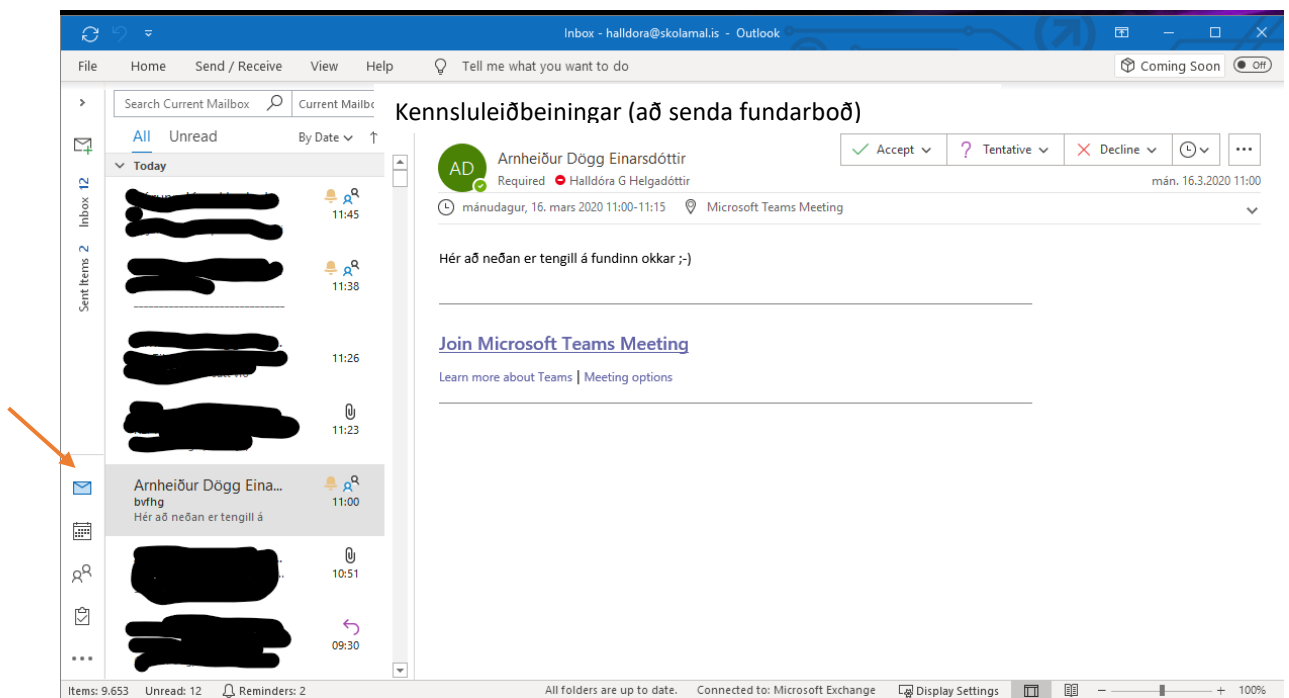 Inbox - halldora@skolamal.is - Outlook
File Home Send / Receive View Help Tell me what you want to do Coming Soon Off
Search Current Mailbox Current Mailbo
Kennsluleiðbeiningar (að senda fundarboð)
All Unread By Date
Today
11:45
11:38
11:26
11:23
Arnheiður Dögg Eina...
bvfhg 11:00
Hér að neðan er tengill á
10:51
09:30
Inbox 12
Sent Items 2
AD
Arnheiður Dögg Einarsdóttir
Accept ? Tentative Decline ...
Required Halldóra G Helgadóttir mán. 16.3.2020 11:00
mánudagur, 16. mars 2020 11:00-11:15 Microsoft Teams Meeting
Hér að neðan er tengill á fundinn okkar ;-)
Join Microsoft Teams Meeting
Learn more about Teams | Meeting options
Items: 9.653 Unread: 12 Reminders: 2 All folders are up to date. Connected to: Microsoft Exchange Display Settings 100%